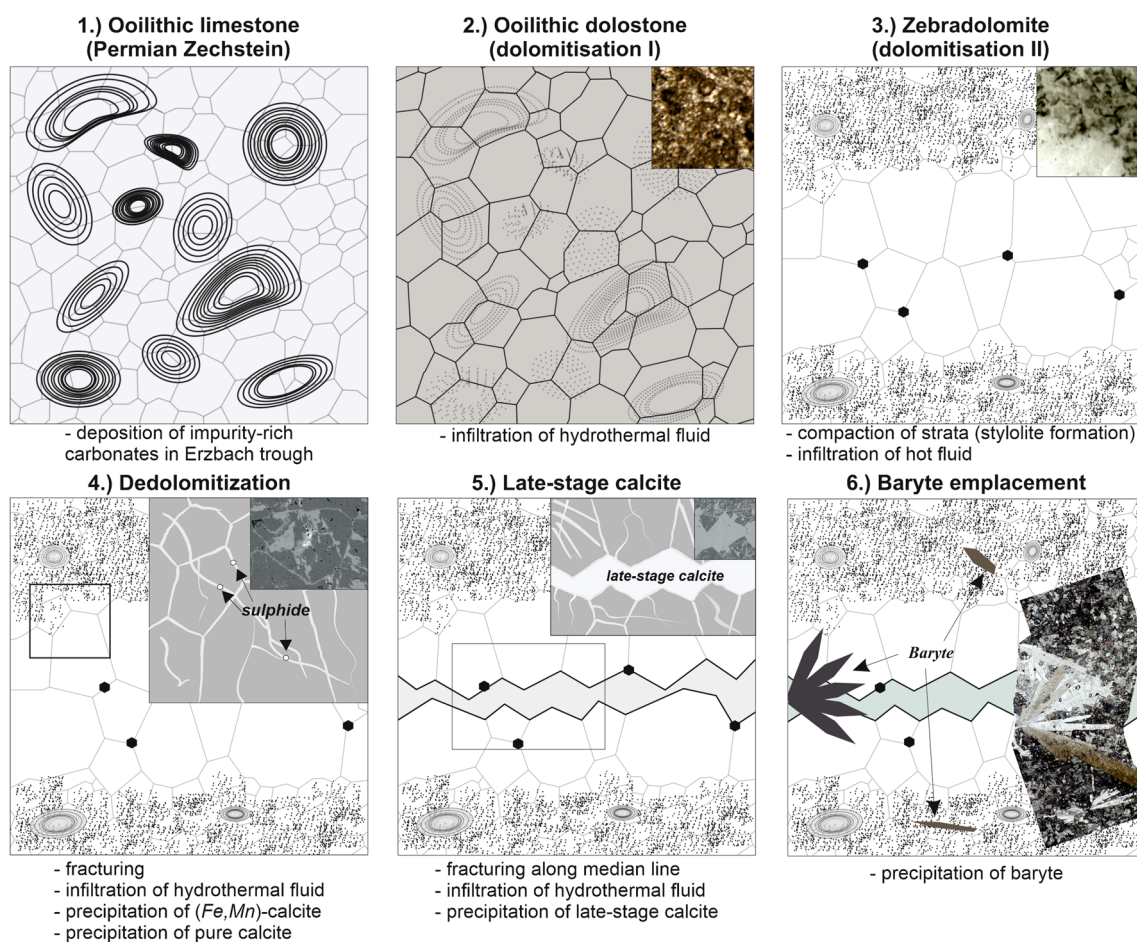 1.) Ooilithic limestone
(Permian Zechstein)
2.) Ooilithic dolostone
(dolomitisation I)
3.) Zebradolomite
(dolomitisation II)
- deposition of impurity-rich
carbonates in Erzbach trough
- infiltration of hydrothermal fluid
- compaction of strata (stylolite formation)
- infiltration of hot fluid
4.) Dedolomitization
5.) Late-stage calcite
6.) Baryte emplacement
sulphide
late-stage calcite
Baryte
- fracturing
- infiltration of hydrothermal fluid
- precipitation of (Fe,Mn)-calcite
- precipitation of pure calcite
- fracturing along median line
- infiltration of hydrothermal fluid
- precipitation of late-stage calcite
- precipitation of baryte